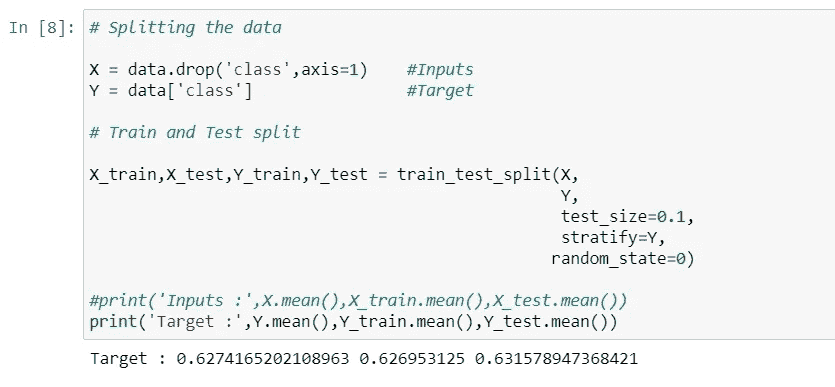 In [8]: # Splitting the data
X = data.drop('class',axis=1)    #Inputs
Y = data['class']                #Target
# Train and Test split
X_train,X_test,Y_train,Y_test = train_test_split(X,
Y,
test_size=0.1,
stratify=Y,
random_state=0)
#print('Inputs :',X.mean(),X_train.mean(),X_test.mean())
print('Target :',Y.mean(),Y_train.mean(),Y_test.mean())
Target : 0.6274165202108963 0.626953125 0.631578947368421